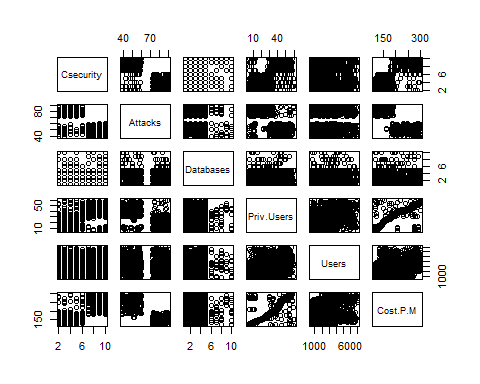 40 70
10 40
150 300
Csecurity
2 6
40 80
Attacks
Databases
2 6
10 50
Priv.Users
Users
1000
150
Cost.P.M
2 6 10
2 6 10
1000 6000